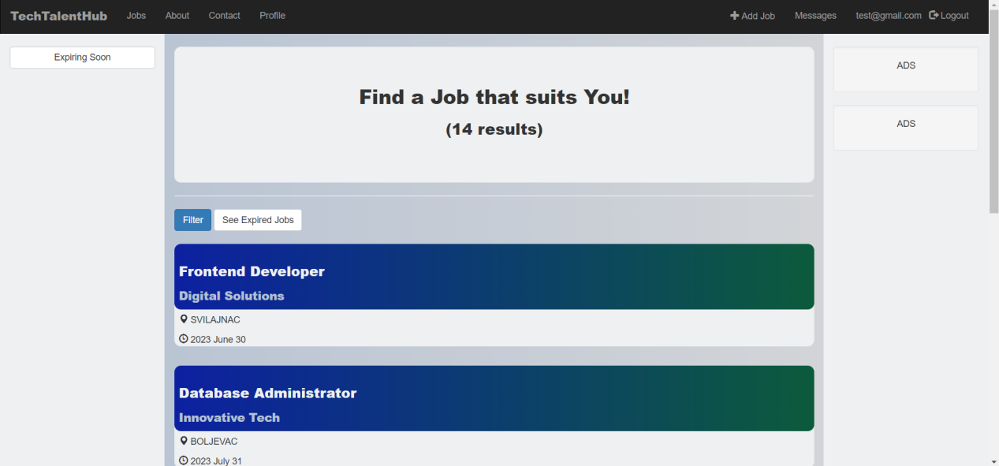 TechTalentHub Jobs About Contact Profile Add Job Messages test@gmail.com Logout
Expiring Soon
Find a Job that suits You!
(14 results)
ADS
ADS
Filter See Expired Jobs
Frontend Developer
Digital Solutions
SVILAJNAC
2023 June 30
Database Administrator
Innovative Tech
BOLJEVAC
2023 July 31